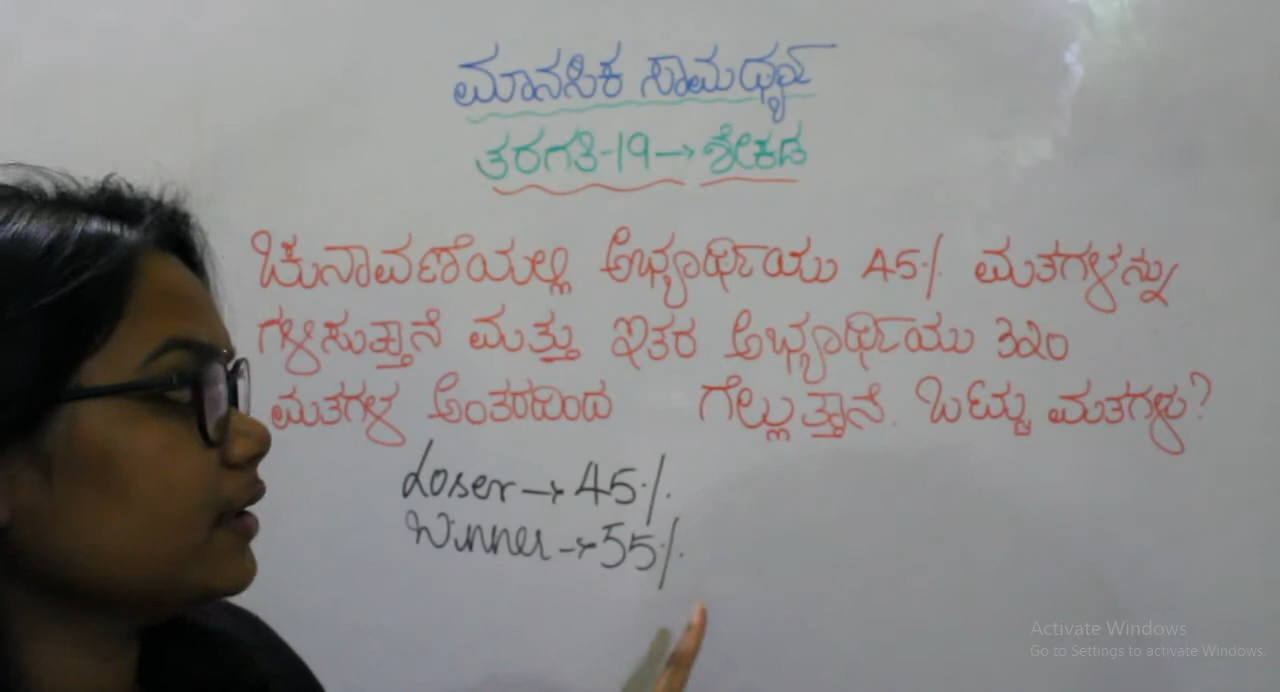 ಮಾನಸಿಕ ಸಾಮರ್ಥ್ಯ
ತರಗತಿ-19→ ಶೇಕಡ
ಚುನಾವಣೆಯಲ್ಲಿ ಅಭ್ಯರ್ಥಿಯು 45% ಮತಗಳನ್ನು
ಗಳಿಸುತ್ತಾನೆ ಮತ್ತು ಇತರ ಅಭ್ಯರ್ಥಿಯು 320
ಮತಗಳ ಅಂತರದಿಂದ ಗೆಲ್ಲುತ್ತಾನೆ. ಒಟ್ಟು ಮತಗಳು?
Loser → 45%
Winner → 55%
Activate Windows
Go to Settings to activate Windows.